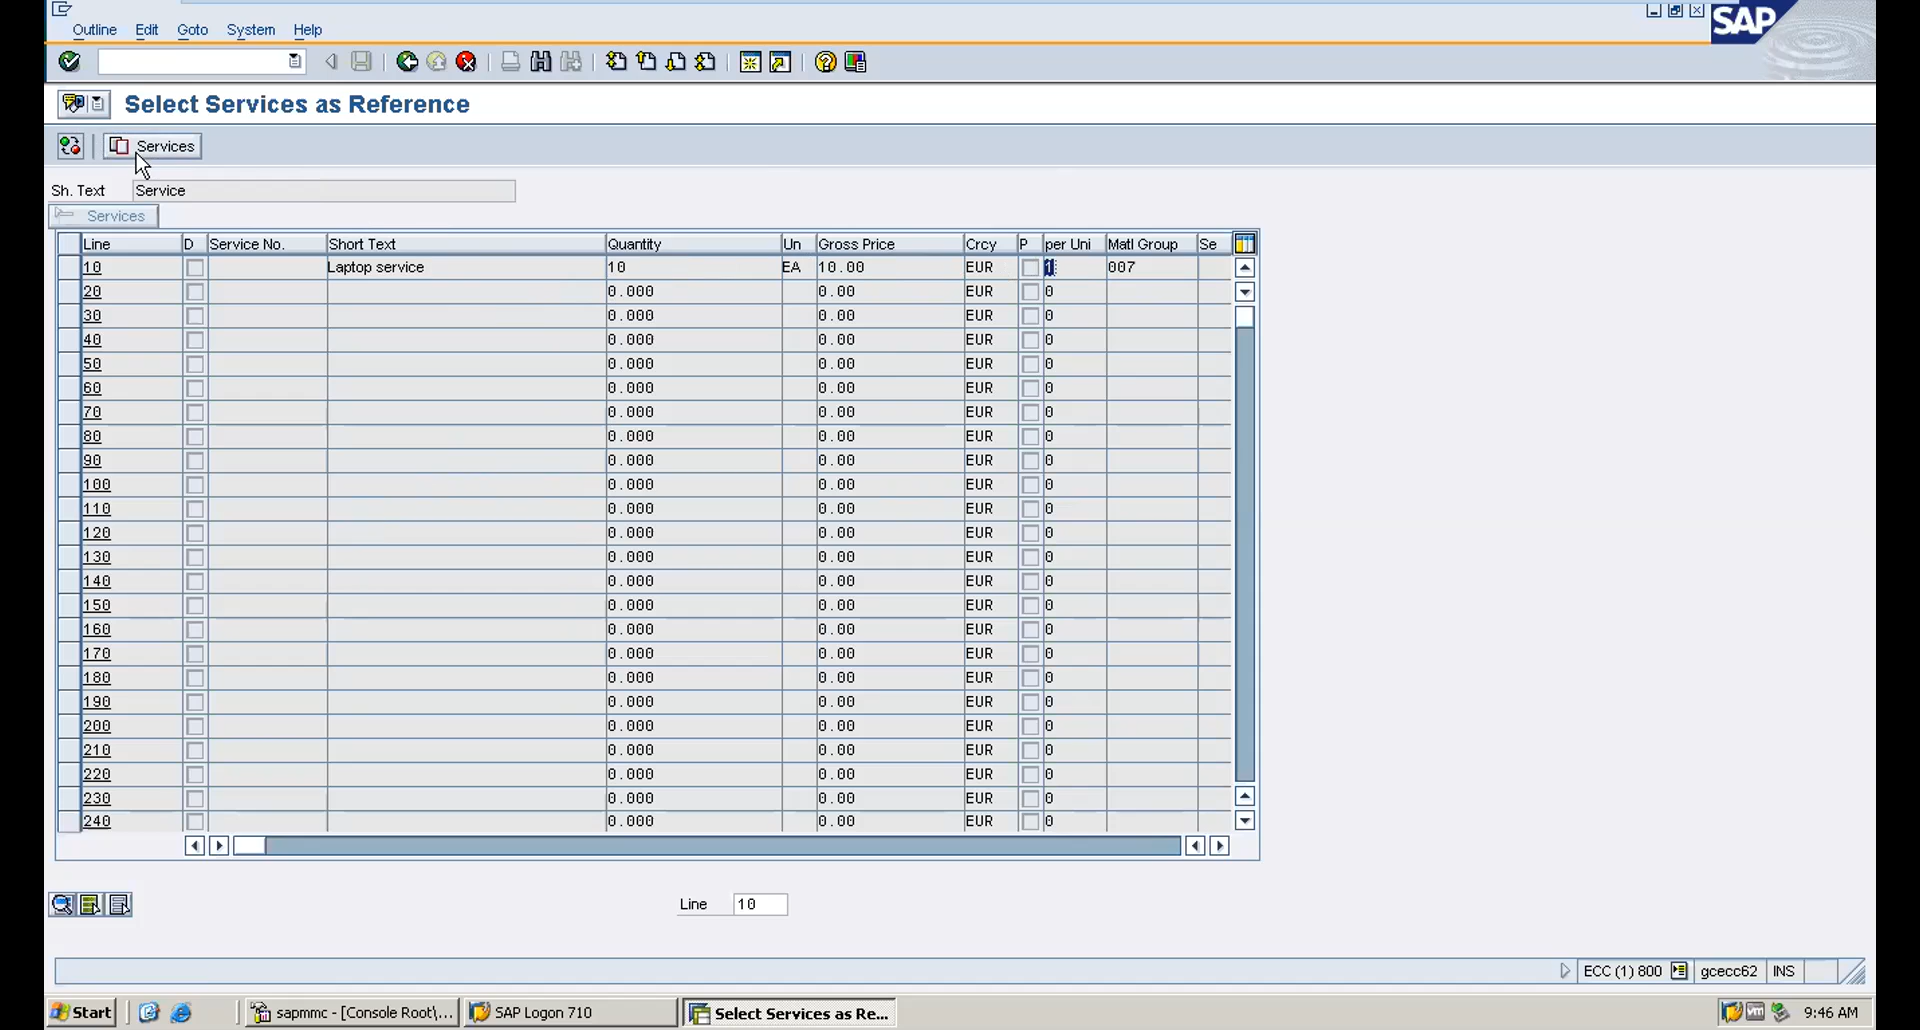 Outline Edit Goto System Help
SAP
Select Services as Reference
Services
Sh. Text Service
Services
Line D Service No. Short Text Quantity Un Gross Price Crcy P per Uni Matl Group Se
10 Laptop service 10 EA 10.00 EUR 1 007
20 0.000 0.00 EUR 0
30 0.000 0.00 EUR 0
40 0.000 0.00 EUR 0
50 0.000 0.00 EUR 0
60 0.000 0.00 EUR 0
70 0.000 0.00 EUR 0
80 0.000 0.00 EUR 0
90 0.000 0.00 EUR 0
100 0.000 0.00 EUR 0
110 0.000 0.00 EUR 0
120 0.000 0.00 EUR 0
130 0.000 0.00 EUR 0
140 0.000 0.00 EUR 0
150 0.000 0.00 EUR 0
160 0.000 0.00 EUR 0
170 0.000 0.00 EUR 0
180 0.000 0.00 EUR 0
190 0.000 0.00 EUR 0
200 0.000 0.00 EUR 0
210 0.000 0.00 EUR 0
220 0.000 0.00 EUR 0
230 0.000 0.00 EUR 0
240 0.000 0.00 EUR 0
Line 10
ECC (1) 800 gcecc62 INS
Start sapmmc - [Console Root\... SAP Logon 710 Select Services as Re... 9:46 AM